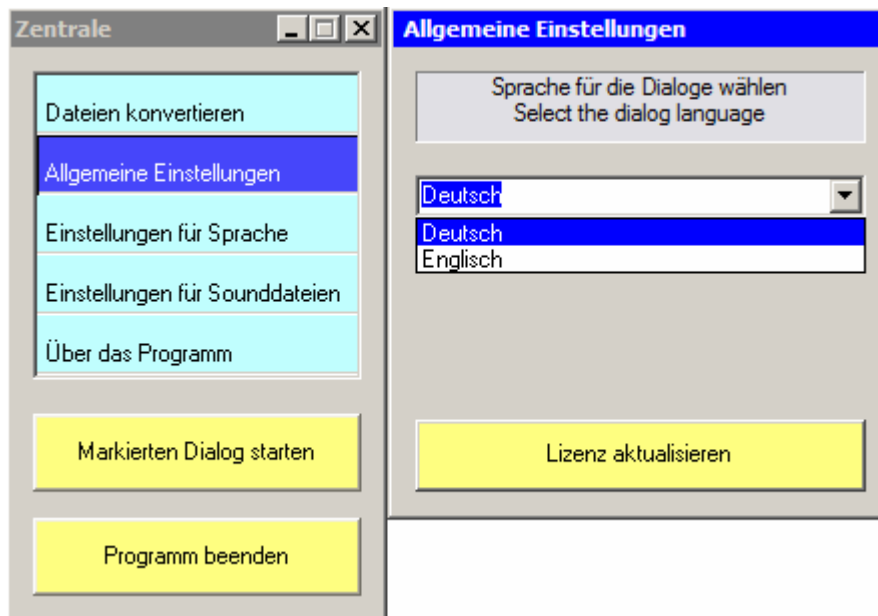 Zentrale
Dateien konvertieren
Allgemeine Einstellungen
Einstellungen für Sprache
Einstellungen für Sounddateien
Über das Programm
Markierten Dialog starten
Programm beenden
Allgemeine Einstellungen
Sprache für die Dialoge wählen
Select the dialog language
Deutsch
Deutsch
Englisch
Lizenz aktualisieren